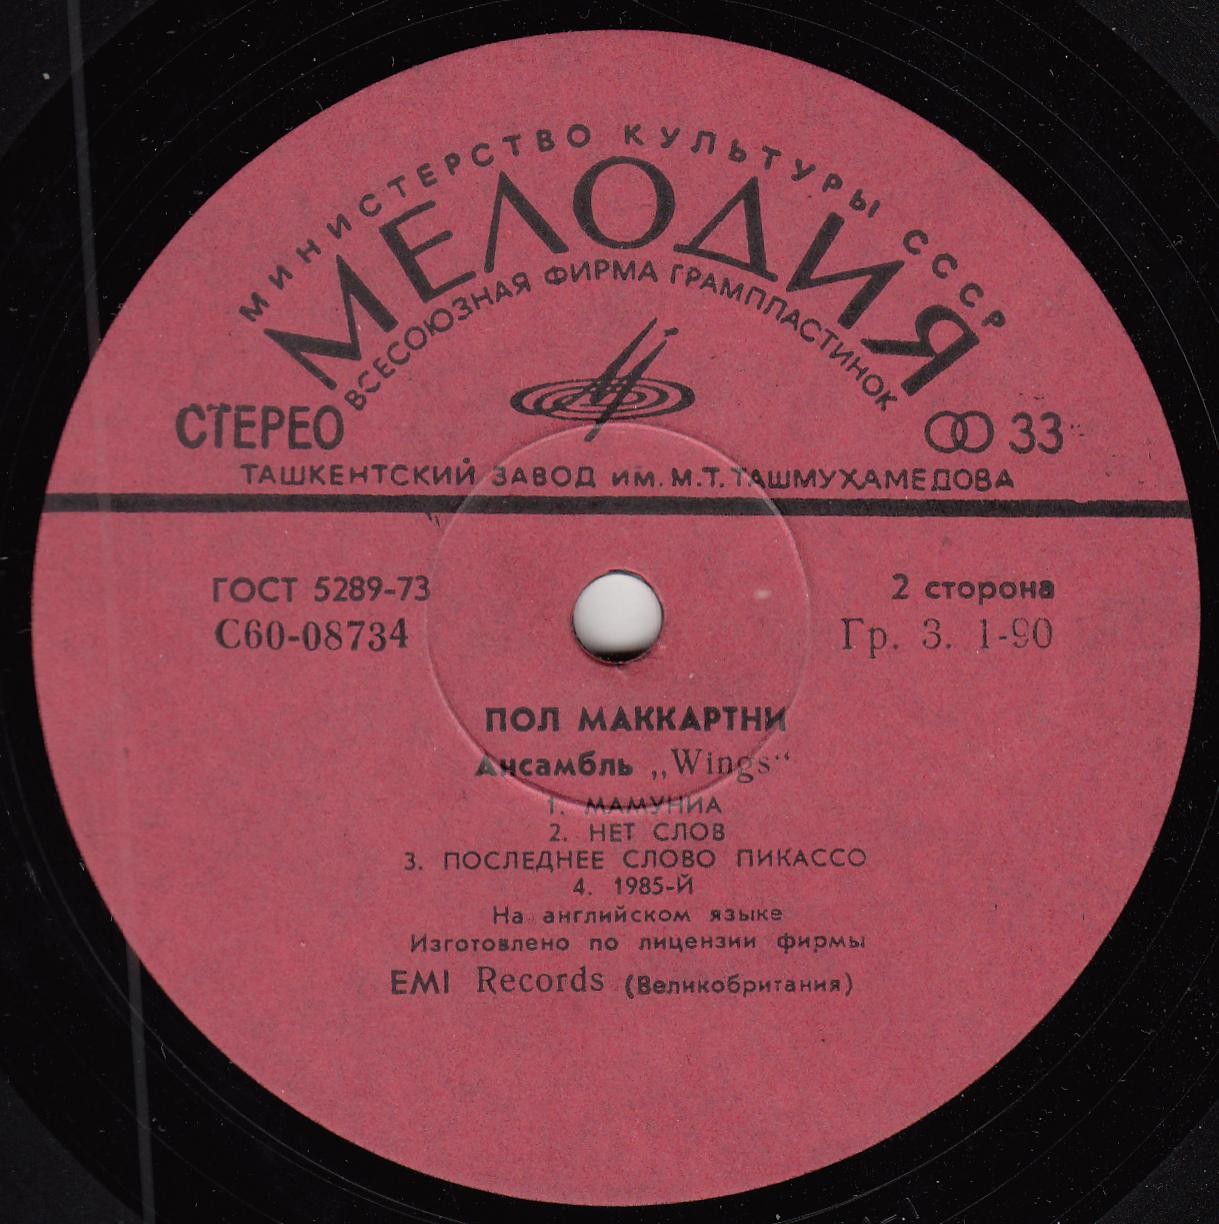 МИНИСТЕРСТВО КУЛЬТУРЫ СССР
МЕЛОДИЯ
ВСЕСОЮЗНАЯ ФИРМА ГРАМПЛАСТИНОК
СТЕРЕО
33
ТАШКЕНТСКИЙ ЗАВОД ИМ. М.Т. ТАШМУХАМЕДОВА
ГОСТ 5289-73
2 сторона
С60-08734
Гр. 3. 1-90
ПОЛ МАККАРТНИ
Ансамбль „Wings“
1. МАМУНИА
2. НЕТ СЛОВ
3. ПОСЛЕДНЕЕ СЛОВО ПИКАССО
4. 1985-Й
На английском языке
Изготовлено по лицензии фирмы
EMI Records (Великобритания)